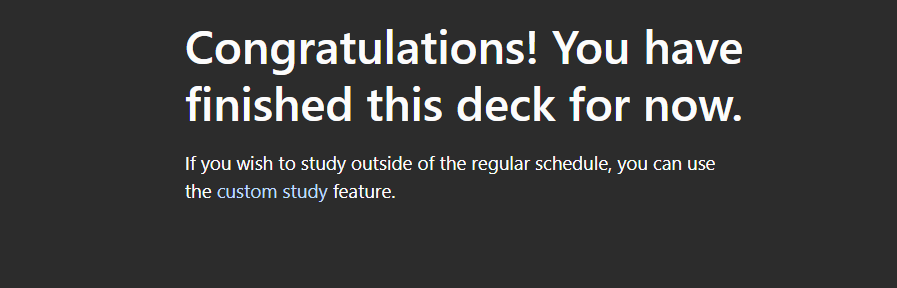 Congratulations! You have
finished this deck for now.
If you wish to study outside of the regular schedule, you can use
the custom study feature.